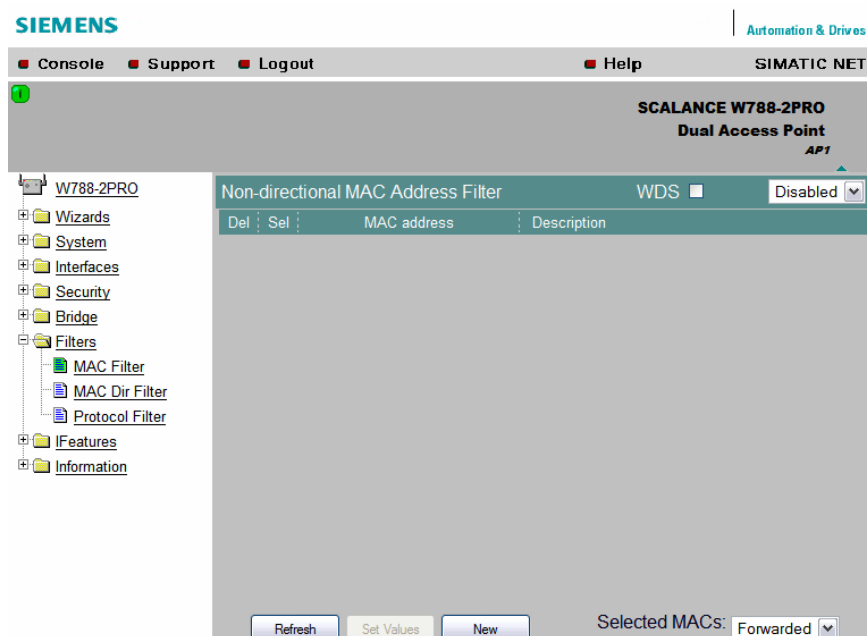 SIEMENS
Automation & Drives
Console Support Logout Help SIMATIC NET
SCALANCE W788-2PRO
Dual Access Point
AP1
W788-2PRO
Wizards
System
Interfaces
Security
Bridge
Filters
MAC Filter
MAC Dir Filter
Protocol Filter
IFeatures
Information
Non-directional MAC Address Filter WDS Disabled
Del Sel MAC address Description
Refresh Set Values New Selected MACs: Forwarded